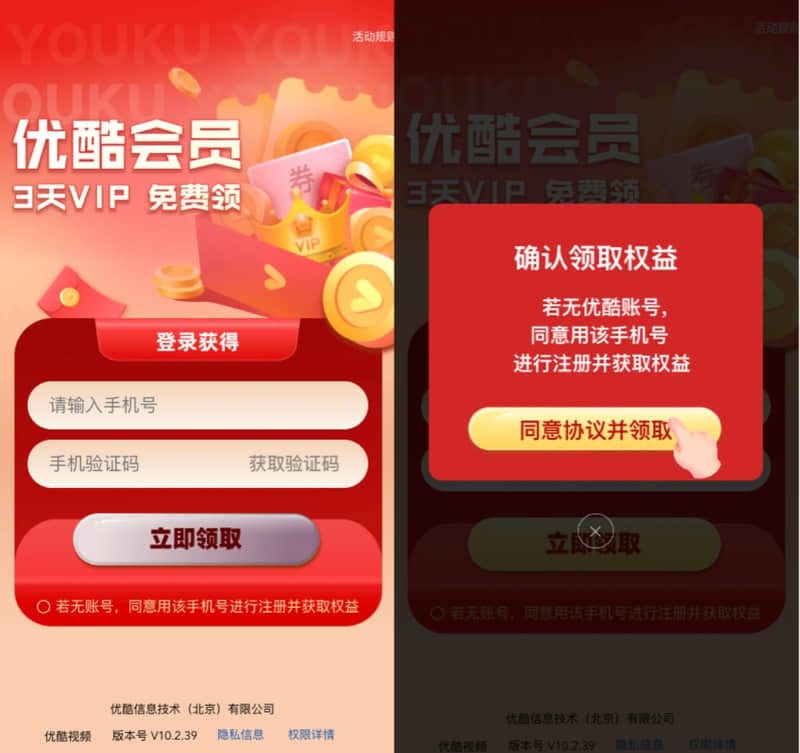 YOUKU YOUKU
活动规则
OUKU
优酷会员
3天VIP 免费领
券
VIP
登录获得
请输入手机号
手机验证码 获取验证码
立即领取
若无账号，同意用该手机号进行注册并获取权益
优酷信息技术（北京）有限公司
优酷视频 版本号 V10.2.39 隐私信息 权限详情
活动规则
优酷会员
3天VIP 免费领
券
确认领取权益
若无优酷账号，
同意用该手机号
进行注册并获取权益
同意协议并领取
立即领取
若无账号，同意用该手机号进行注册并获取权益
优酷信息技术（北京）有限公司
优酷视频 版本号 V10.2.39 隐私信息 权限详情